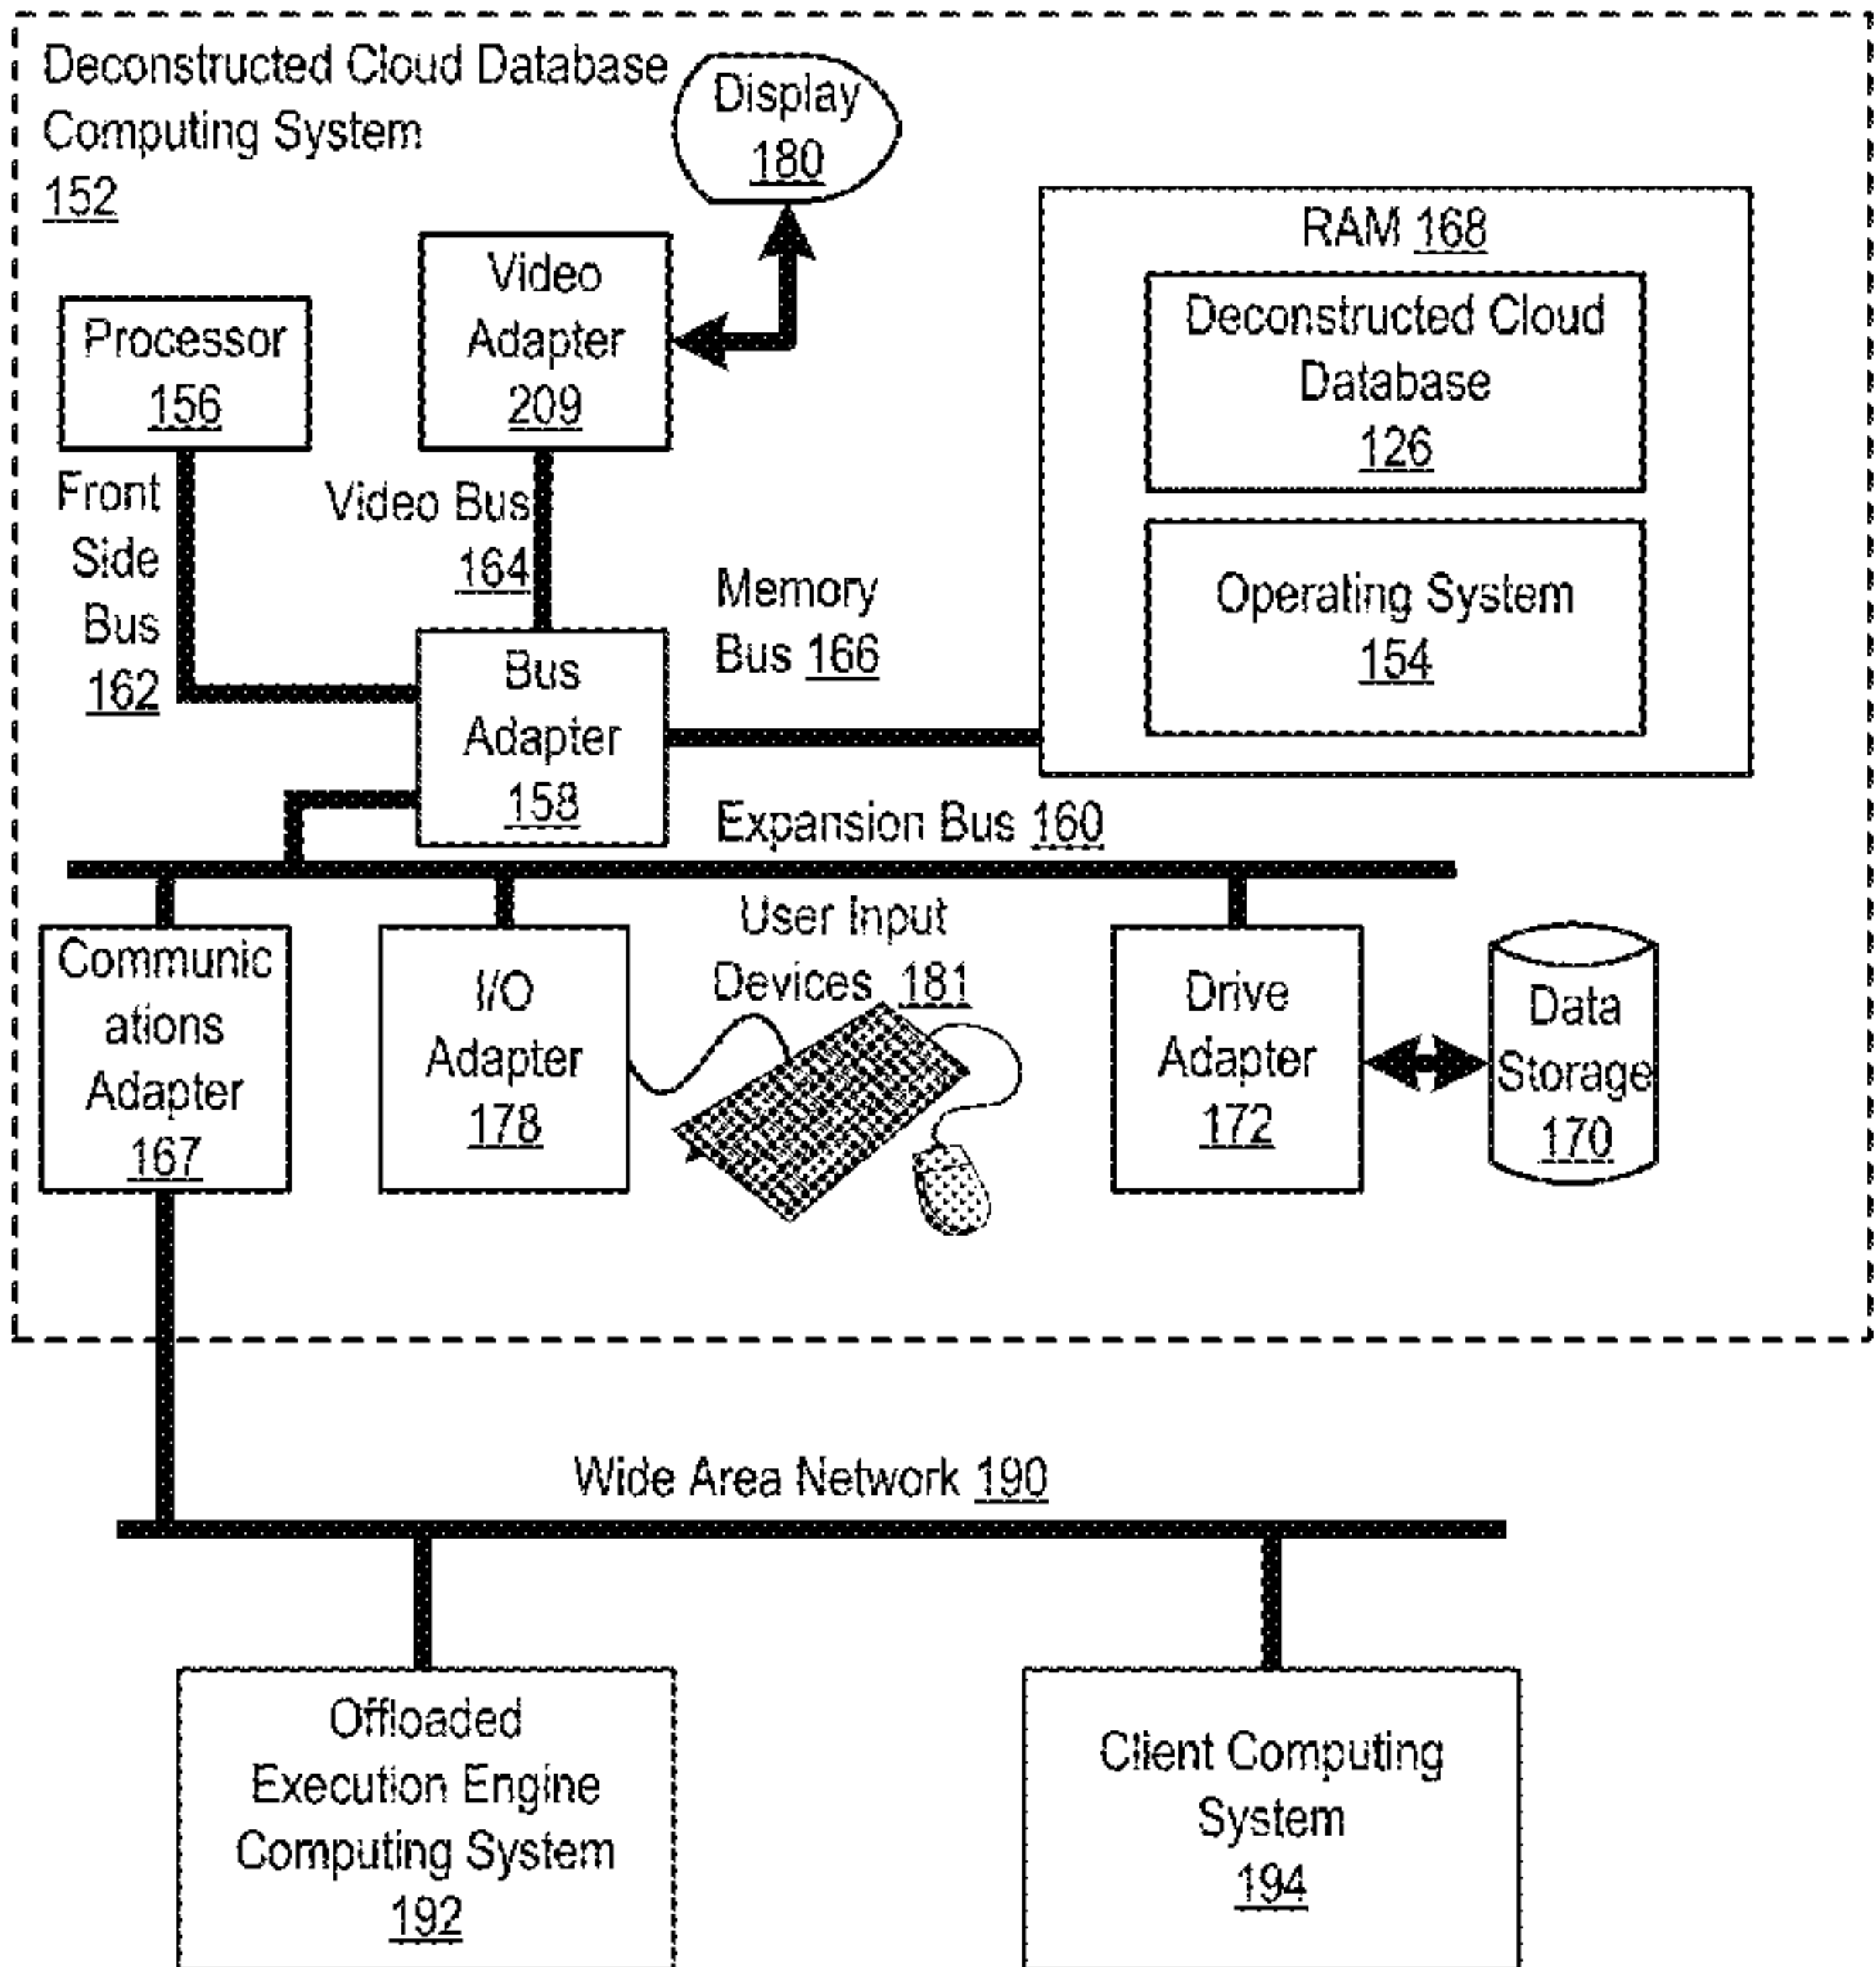 Deconstructed Cloud Database
Computing System
152
Display
180
Video
Adapter
209
Processor
156
RAM 168
Deconstructed Cloud
Database
126
Operating System
154
Front
Side
Bus
162
Video Bus
164
Memory
Bus 166
Bus
Adapter
158
Expansion Bus 160
Communic
ations
Adapter
167
I/O
Adapter
178
User Input
Devices 181
Drive
Adapter
172
Data
Storage
170
Wide Area Network 190
Offloaded
Execution Engine
Computing System
192
Client Computing
System
194